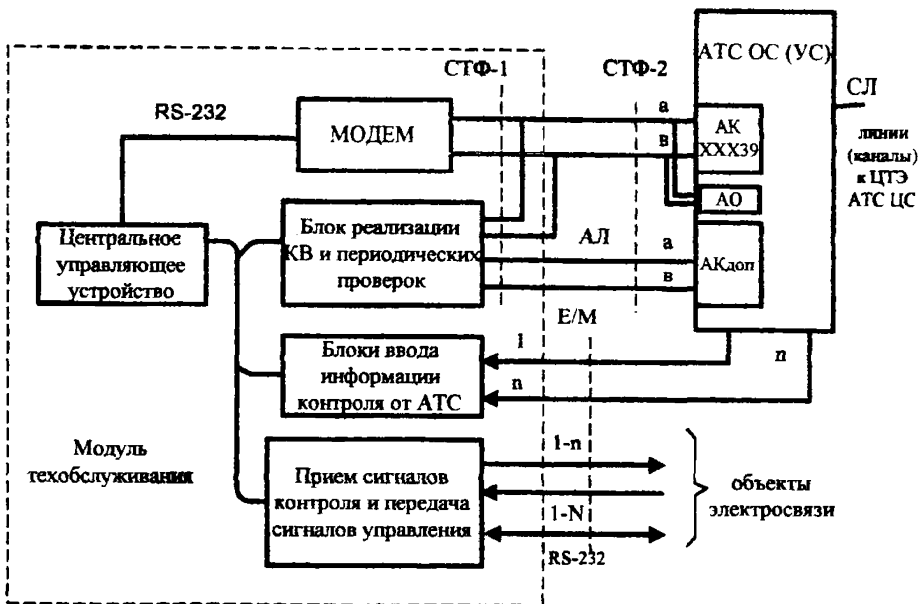 СТФ-1
СТФ-2
АТС ОС (УС)
СЛ
RS-232
МОДЕМ
а
в
АК
ХХХ39
линии
(каналы)
к ЦТЭ
АТС ЦС
АО
Центральное
управляющее
устройство
Блок реализации
КВ и периодических
проверок
АЛ
а
в
АКдоп
Е/М
Блоки ввода
информации
контроля от АТС
1
n
n
Модуль
техобслуживания
Прием сигналов
контроля и передача
сигналов управления
1-n
1-N
RS-232
объекты
электросвязи